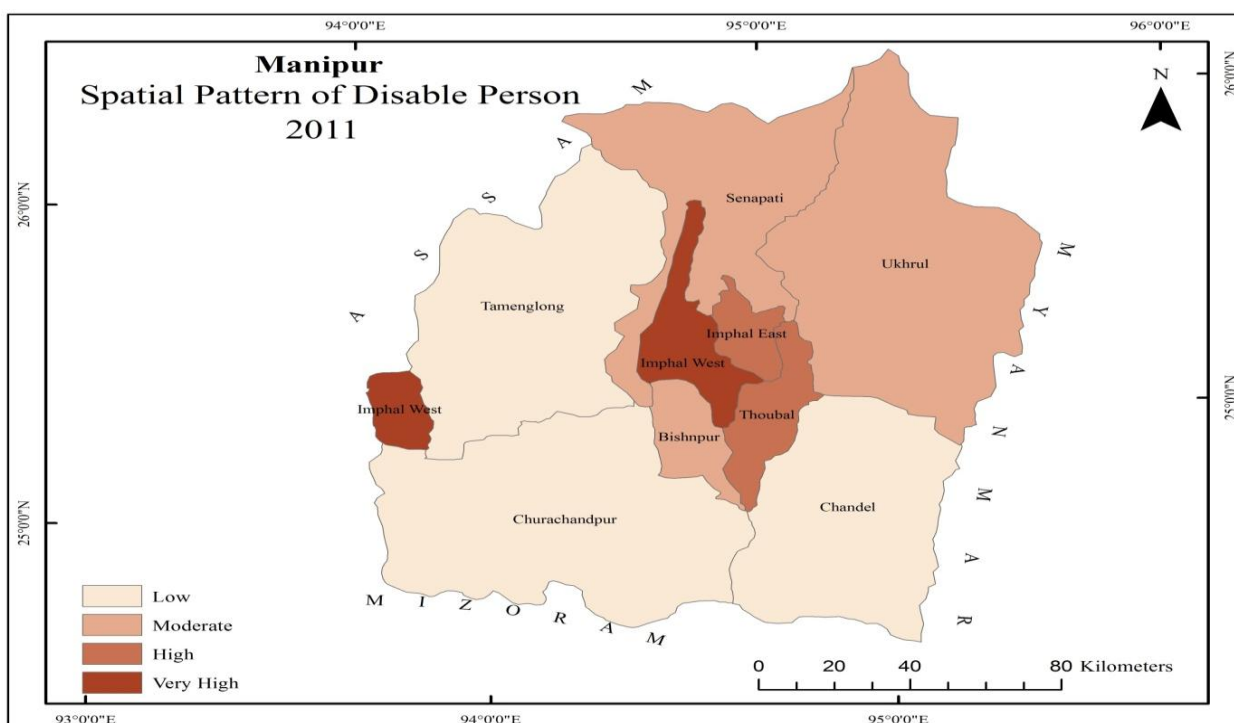 94°0'0"E
95°0'0"E
96°0'0"E
Manipur
Spatial Pattern of Disable Person
2011
N
26°0'0"N
26°0'0"N
25°0'0"N
25°0'0"N
ASSAM
MYANMAR
MIZORAM
Senapati
Ukhrul
Tamenglong
Imphal East
Imphal West
Imphal West
Thoubal
Bishnpur
Churachandpur
Chandel
Low
Moderate
High
Very High
0 20 40 80 Kilometers
93°0'0"E
94°0'0"E
95°0'0"E